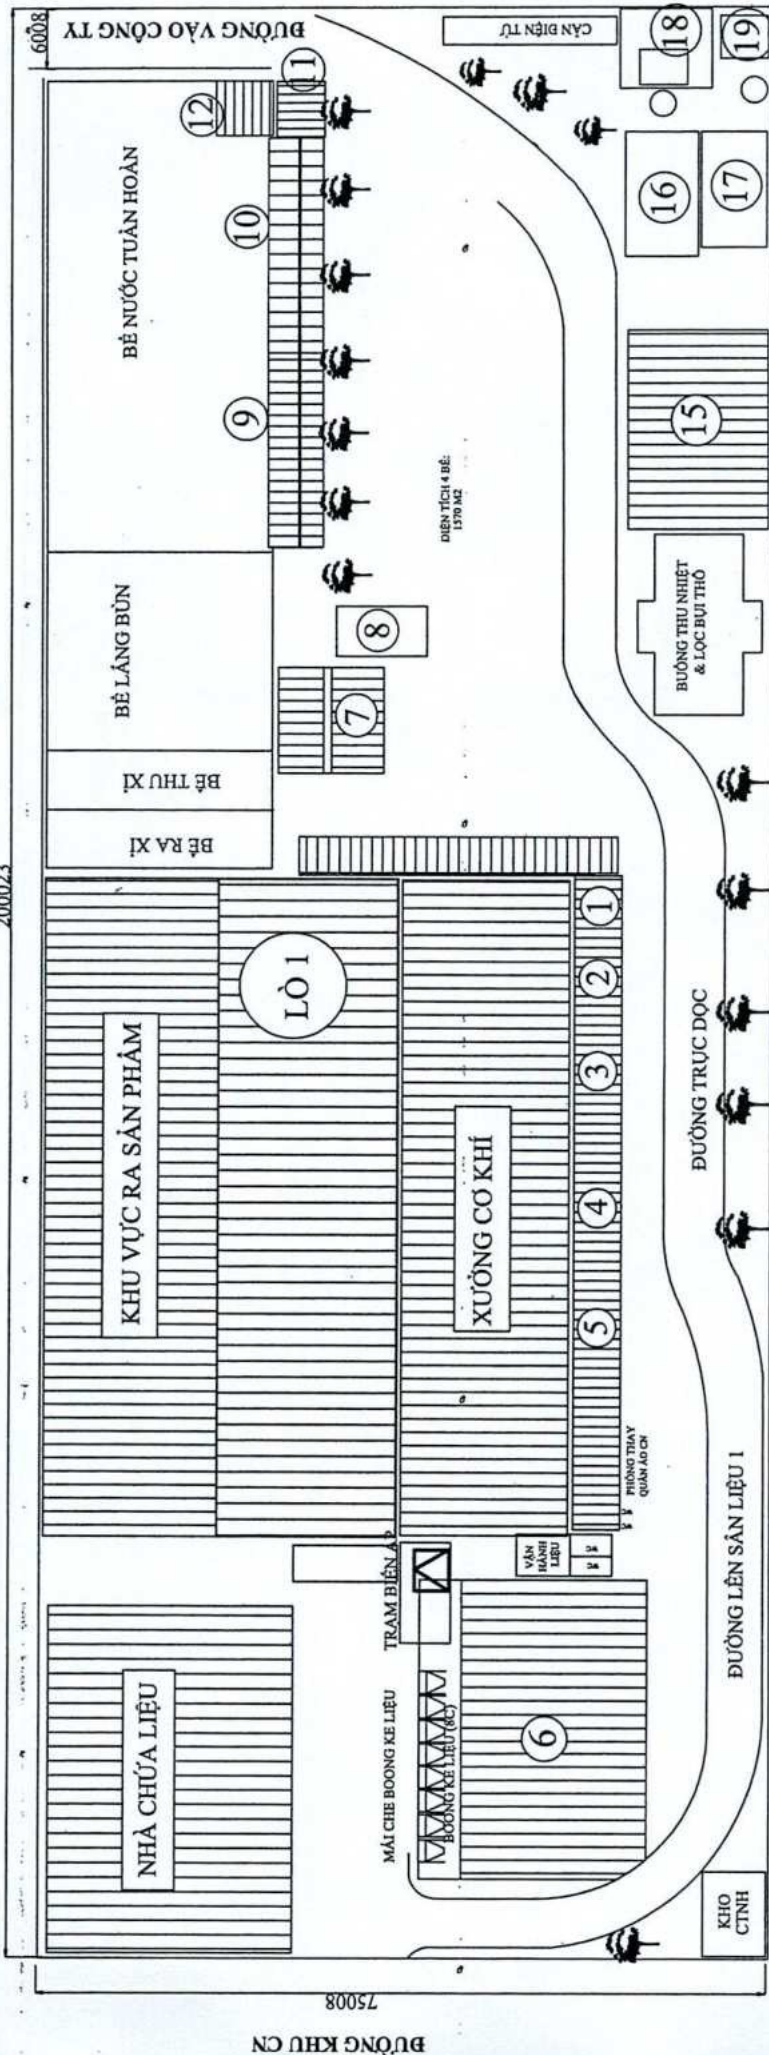 200023
6008
ĐƯỜNG VÀO CÔNG TY
CÂN ĐIỆN TỬ
18
19
12
11
BỂ NƯỚC TUẦN HOÀN
10
9
16
17
15
DIỆN TÍCH 4 BỂ:
1570 M2
BỂ LẮNG BÙN
8
7
BUỒNG THU NHIỆT
& LỌC BỤI THÔ
BỂ THU XỈ
BỂ RA XỈ
KHU VỰC RA SẢN PHẨM
LÒ 1
XƯỞNG CƠ KHÍ
1
2
3
4
5
ĐƯỜNG TRỤC DỌC
PHÒNG THAY
QUẦN ÁO CN
VẬN
HÀNH
LIỆU
TRẠM BIẾN ÁP
NHÀ CHỨA LIỆU
MÁI CHE BOONG KE LIỆU
BOONG KE LIỆU (8C)
6
ĐƯỜNG LÊN SÂN LIỆU 1
KHO
CTNH
75008
ĐƯỜNG KHU CN